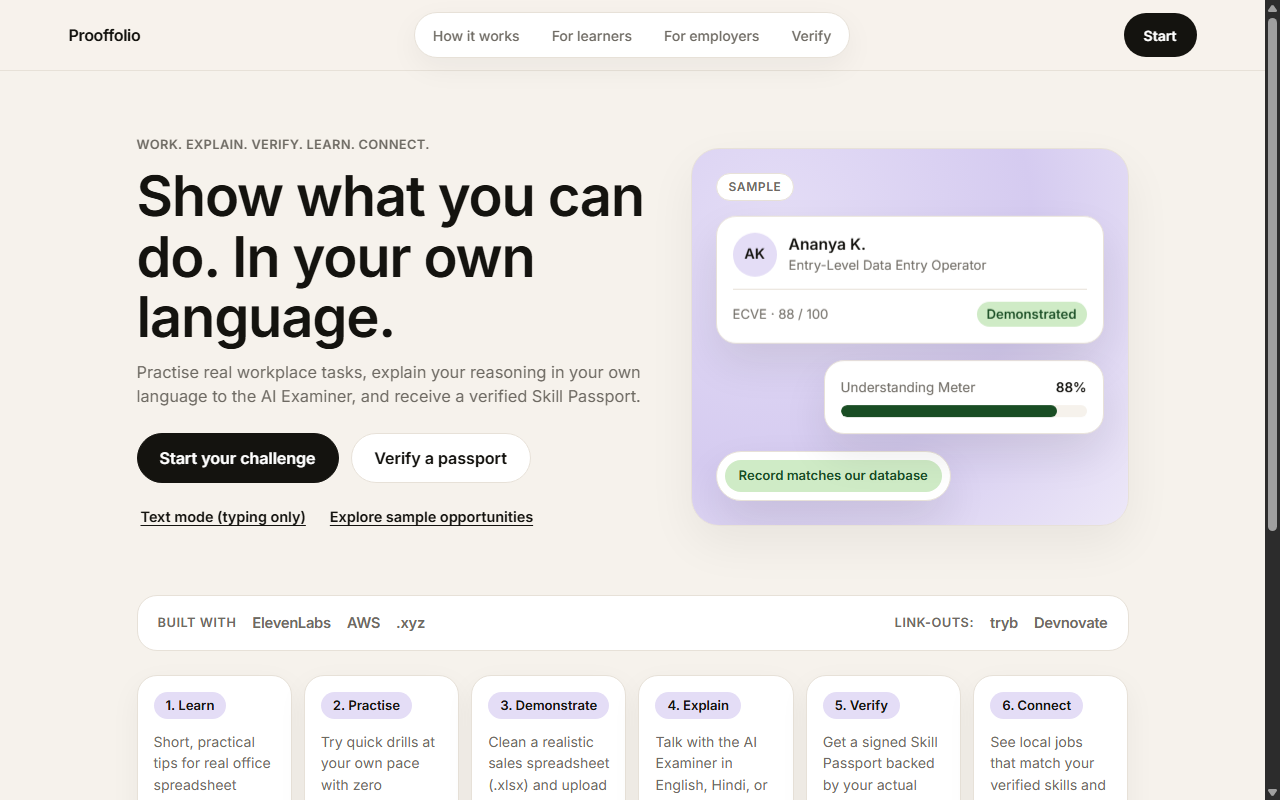 Prooffolio
How it works
For learners
For employers
Verify
Start
WORK. EXPLAIN. VERIFY. LEARN. CONNECT.
Show what you can
do. In your own
language.
Practise real workplace tasks, explain your reasoning in your own
language to the AI Examiner, and receive a verified Skill Passport.
Start your challenge
Verify a passport
Text mode (typing only)
Explore sample opportunities
SAMPLE
AK
Ananya K.
Entry-Level Data Entry Operator
ECVE · 88 / 100
Demonstrated
Understanding Meter
88%
Record matches our database
BUILT WITH ElevenLabs AWS .xyz
LINK-OUTS: tryb Devnovate
1. Learn
Short, practical
tips for real office
spreadsheet
2. Practise
Try quick drills at
your own pace
with zero
3. Demonstrate
Clean a realistic
sales spreadsheet
(.xlsx) and upload
4. Explain
Talk with the AI
Examiner in
English, Hindi, or
5. Verify
Get a signed Skill
Passport backed
by your actual
6. Connect
See local jobs
that match your
verified skills and